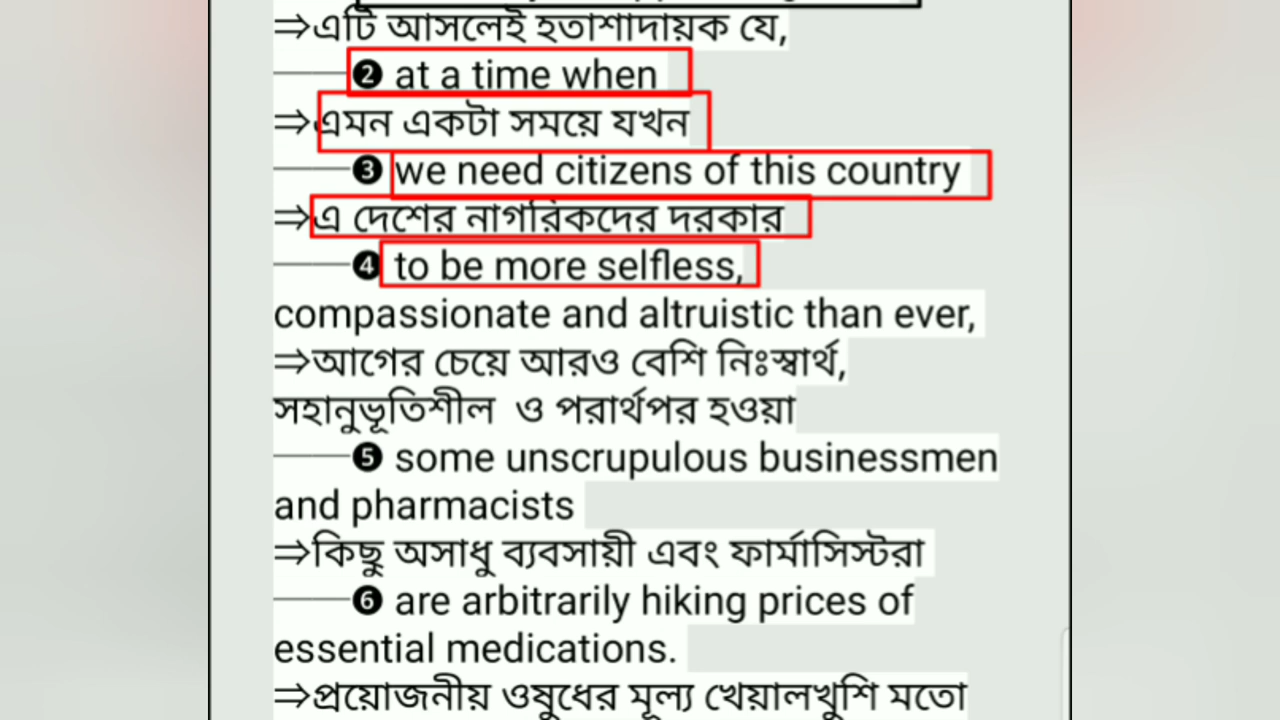 ⇒এটি আসলেই হতাশাদায়ক যে,
——❷ at a time when
⇒এমন একটা সময়ে যখন
——❸ we need citizens of this country
⇒এ দেশের নাগরিকদের দরকার
——❹ to be more selfless,
compassionate and altruistic than ever,
⇒আগের চেয়ে আরও বেশি নিঃস্বার্থ,
সহানুভূতিশীল ও পরার্থপর হওয়া
——❺ some unscrupulous businessmen
and pharmacists
⇒কিছু অসাধু ব্যবসায়ী এবং ফার্মাসিস্টরা
——❻ are arbitrarily hiking prices of
essential medications.
⇒প্রয়োজনীয় ওষুধের মূল্য খেয়ালখুশি মতো